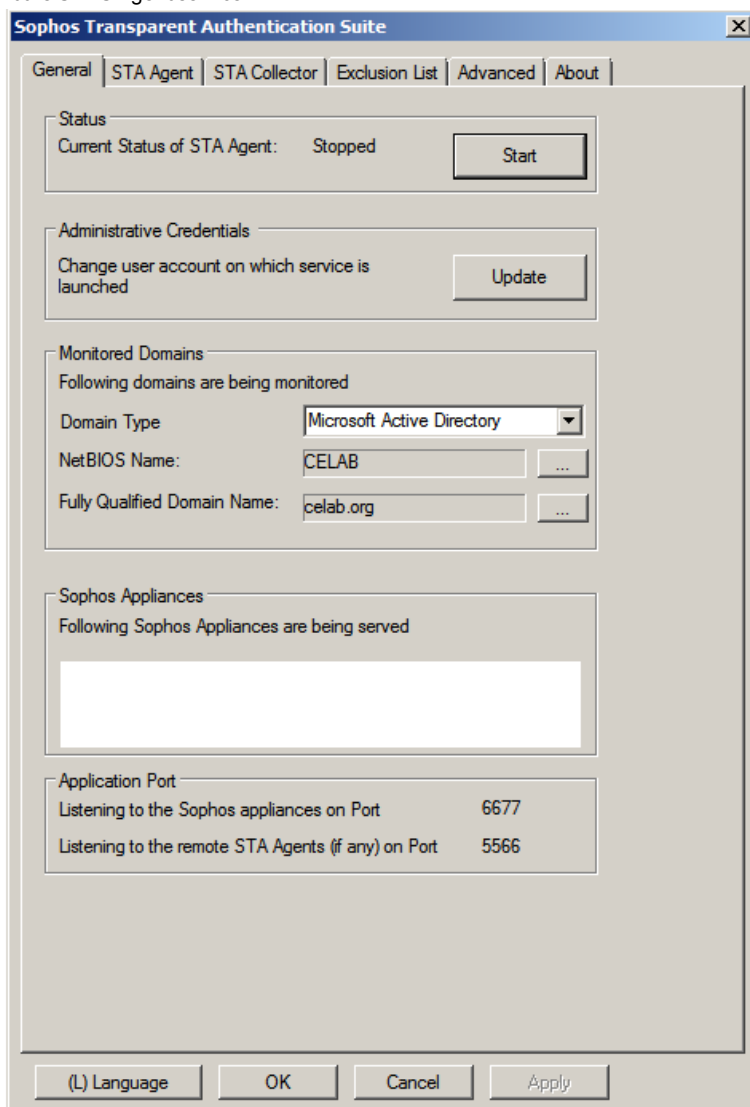 Sophos Transparent Authentication Suite
General STA Agent STA Collector Exclusion List Advanced About
Status
Current Status of STA Agent: Stopped Start
Administrative Credentials
Change user account on which service is
launched
Update
Monitored Domains
Following domains are being monitored
Domain Type Microsoft Active Directory
NetBIOS Name: CELAB ...
Fully Qualified Domain Name: celab.org ...
Sophos Appliances
Following Sophos Appliances are being served
Application Port
Listening to the Sophos appliances on Port 6677
Listening to the remote STA Agents (if any) on Port 5566
(L) Language OK Cancel Apply